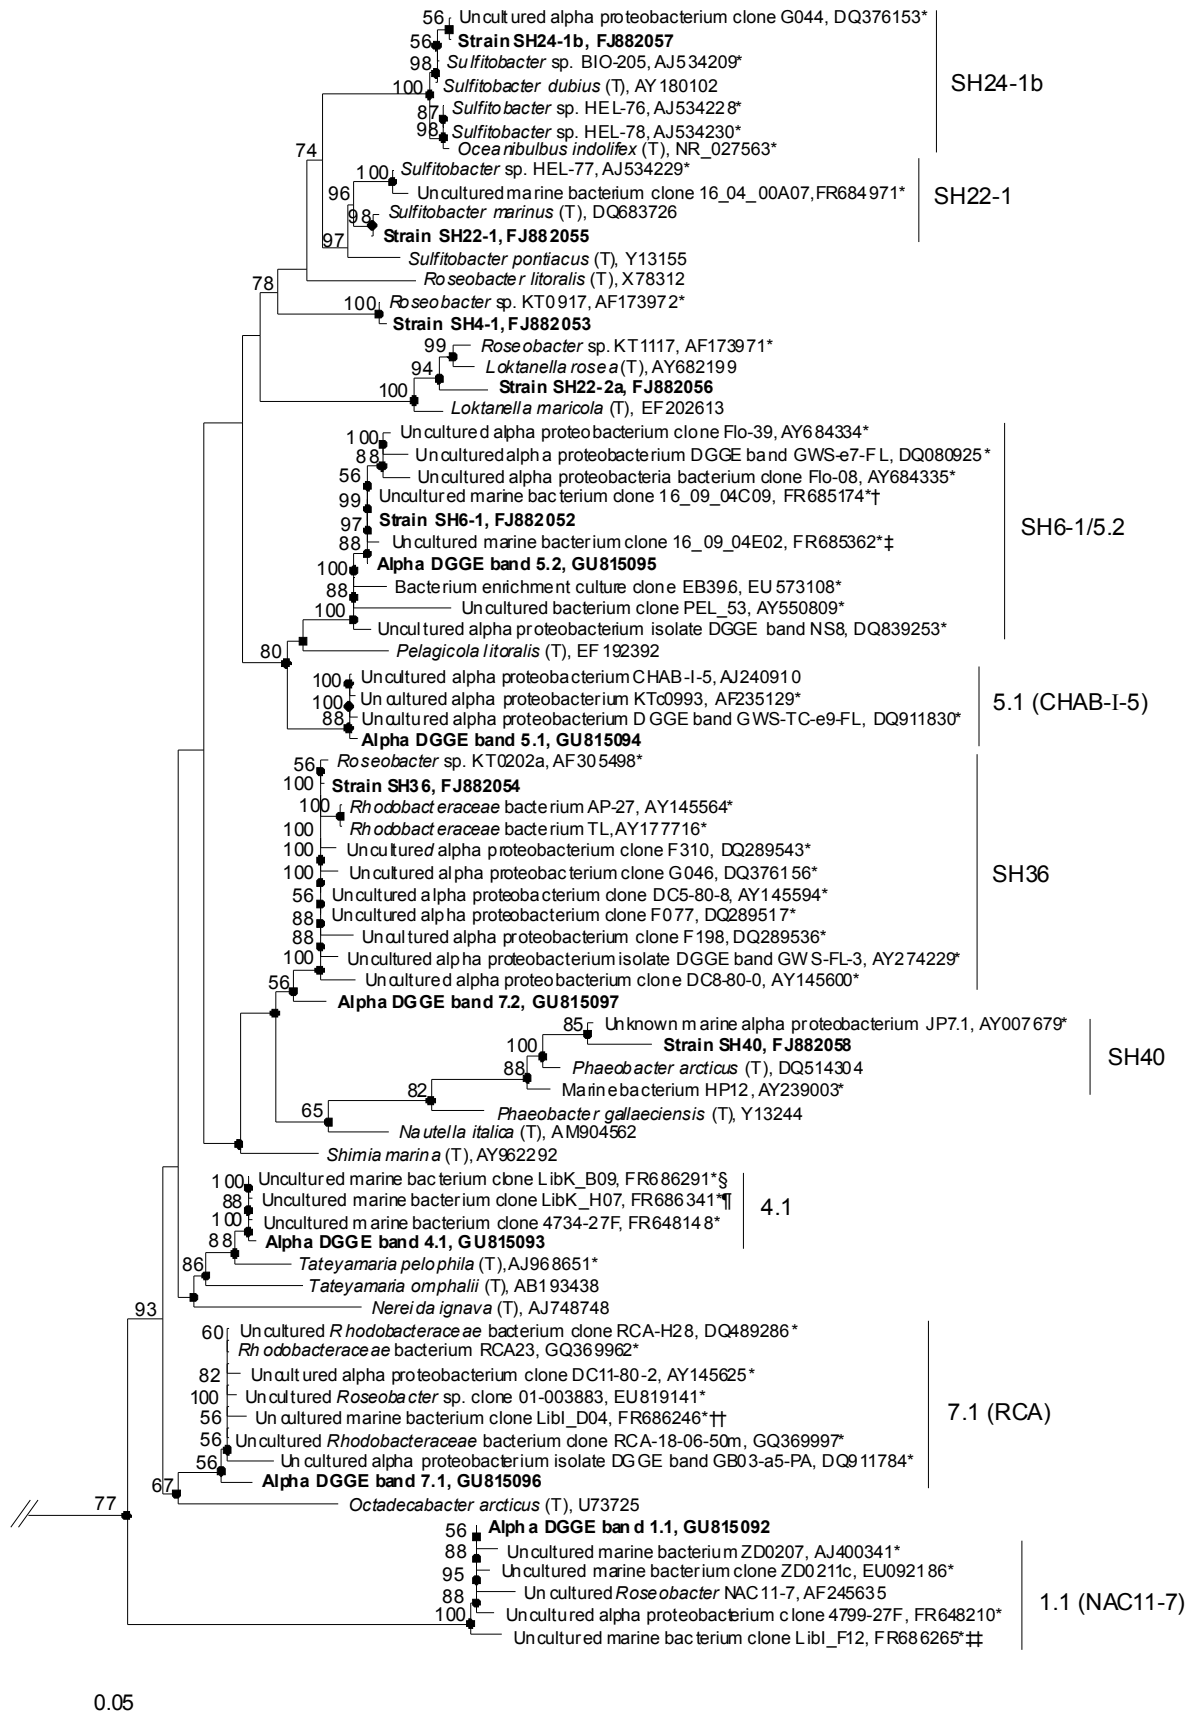 56 Uncultured alpha proteobacterium clone G044, DQ376153*
56 Strain SH24-1b, FJ882057
98 Sulfitobacter sp. BIO-205, AJ534209*
100 Sulfitobacter dubius (T), AY180102
SH24-1b
87 Sulfitobacter sp. HEL-76, AJ534228*
98 Sulfitobacter sp. HEL-78, AJ534230*
Oceanibulbus indolifex (T), NR_027563*
74
100 Sulfitobacter sp. HEL-77, AJ534229*
96 Uncultured marine bacterium clone 16_04_00A07, FR684971*
SH22-1
98 Sulfitobacter marinus (T), DQ683726
Strain SH22-1, FJ882055
97
Sulfitobacter pontiacus (T), Y13155
Roseobacter litoralis (T), X78312
78
100 Roseobacter sp. KT0917, AF173972*
Strain SH4-1, FJ882053
99 Roseobacter sp. KT1117, AF173971*
94 Loktanella rosea (T), AY682199
100 Strain SH22-2a, FJ882056
Loktanella maricola (T), EF202613
100 Uncultured alpha proteobacterium clone Flo-39, AY684334*
88 Uncultured alpha proteobacterium DGGE band GWS-e7-FL, DQ080925*
56 Uncultured alpha proteobacteria bacterium clone Flo-08, AY684335*
99 Uncultured marine bacterium clone 16_09_04C09, FR685174*†
97 Strain SH6-1, FJ882052
SH6-1/5.2
88 Uncultured marine bacterium clone 16_09_04E02, FR685362*‡
100 Alpha DGGE band 5.2, GU815095
88 Bacterium enrichment culture clone EB39.6, EU573108*
100 Uncultured bacterium clone PEL_53, AY550809*
Uncultured alpha proteobacterium isolate DGGE band NS8, DQ839253*
80 Pelagicola litoralis (T), EF192392
100 Uncultured alpha proteobacterium CHAB-I-5, AJ240910
100 Uncultured alpha proteobacterium KTc0993, AF235129*
5.1 (CHAB-I-5)
88 Uncultured alpha proteobacterium DGGE band GWS-TC-e9-FL, DQ911830*
Alpha DGGE band 5.1, GU815094
56 Roseobacter sp. KT0202a, AF305498*
100 Strain SH36, FJ882054
100 Rhodobacteraceae bacterium AP-27, AY145564*
100 Rhodobacteraceae bacterium TL, AY177716*
100 Uncultured alpha proteobacterium clone F310, DQ289543*
100 Uncultured alpha proteobacterium clone G046, DQ376156*
SH36
56 Uncultured alpha proteobacterium clone DC5-80-8, AY145594*
88 Uncultured alpha proteobacterium clone F077, DQ289517*
88 Uncultured alpha proteobacterium clone F198, DQ289536*
100 Uncultured alpha proteobacterium isolate DGGE band GWS-FL-3, AY274229*
56 Uncultured alpha proteobacterium clone DC8-80-0, AY145600*
Alpha DGGE band 7.2, GU815097
85 Unknown marine alpha proteobacterium JP7.1, AY007679*
100 Strain SH40, FJ882058
SH40
88 Phaeobacter arcticus (T), DQ514304
82 Marine bacterium HP12, AY239003*
65 Phaeobacter gallaeciensis (T), Y13244
Nautella italica (T), AM904562
Shimia marina (T), AY962292
100 Uncultured marine bacterium clone LibK_B09, FR686291*§
88 Uncultured marine bacterium clone LibK_H07, FR686341*¶
4.1
100 Uncultured marine bacterium clone 4734-27F, FR648148*
88 Alpha DGGE band 4.1, GU815093
86 Tateyamaria pelophila (T), AJ968651*
Tateyamaria omphalii (T), AB193438
Nereida ignava (T), AJ748748
93
60 Uncultured Rhodobacteraceae bacterium clone RCA-H28, DQ489286*
Rhodobacteraceae bacterium RCA23, GQ369962*
82 Uncultured alpha proteobacterium clone DC11-80-2, AY145625*
100 Uncultured Roseobacter sp. clone 01-003883, EU819141*
56 Uncultured marine bacterium clone LibI_D04, FR686246*††
7.1 (RCA)
56 Uncultured Rhodobacteraceae bacterium clone RCA-18-06-50m, GQ369997*
56 Uncultured alpha proteobacterium isolate DGGE band GB03-a5-PA, DQ911784*
67 Alpha DGGE band 7.1, GU815096
77 Octadecabacter arcticus (T), U73725
56 Alpha DGGE band 1.1, GU815092
88 Uncultured marine bacterium ZD0207, AJ400341*
95 Uncultured marine bacterium clone ZD0211c, EU092186*
88 Uncultured Roseobacter NAC11-7, AF245635
1.1 (NAC11-7)
100 Uncultured alpha proteobacterium clone 4799-27F, FR648210*
Uncultured marine bacterium clone LibI_F12, FR686265*‡‡
0.05